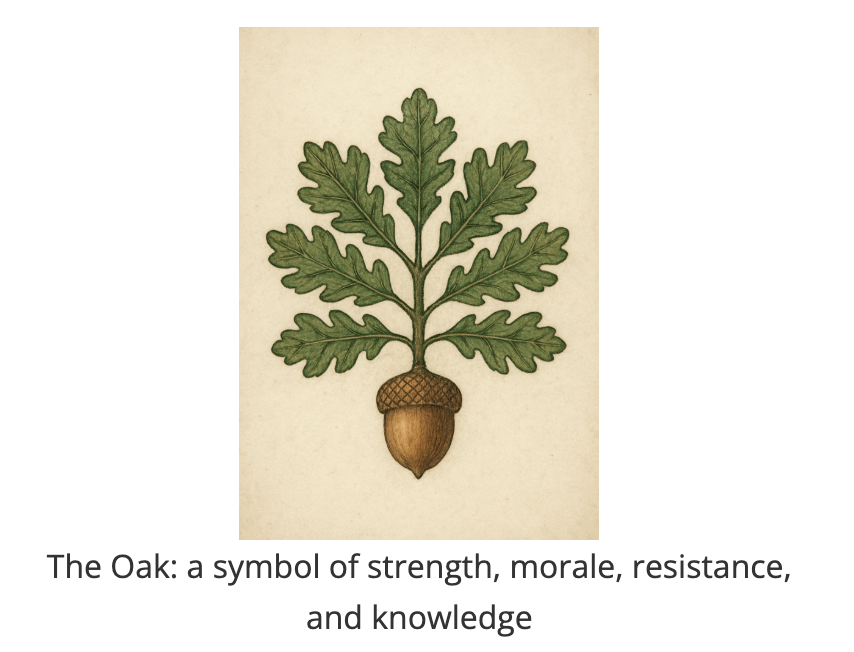 The Oak: a symbol of strength, morale, resistance,
and knowledge